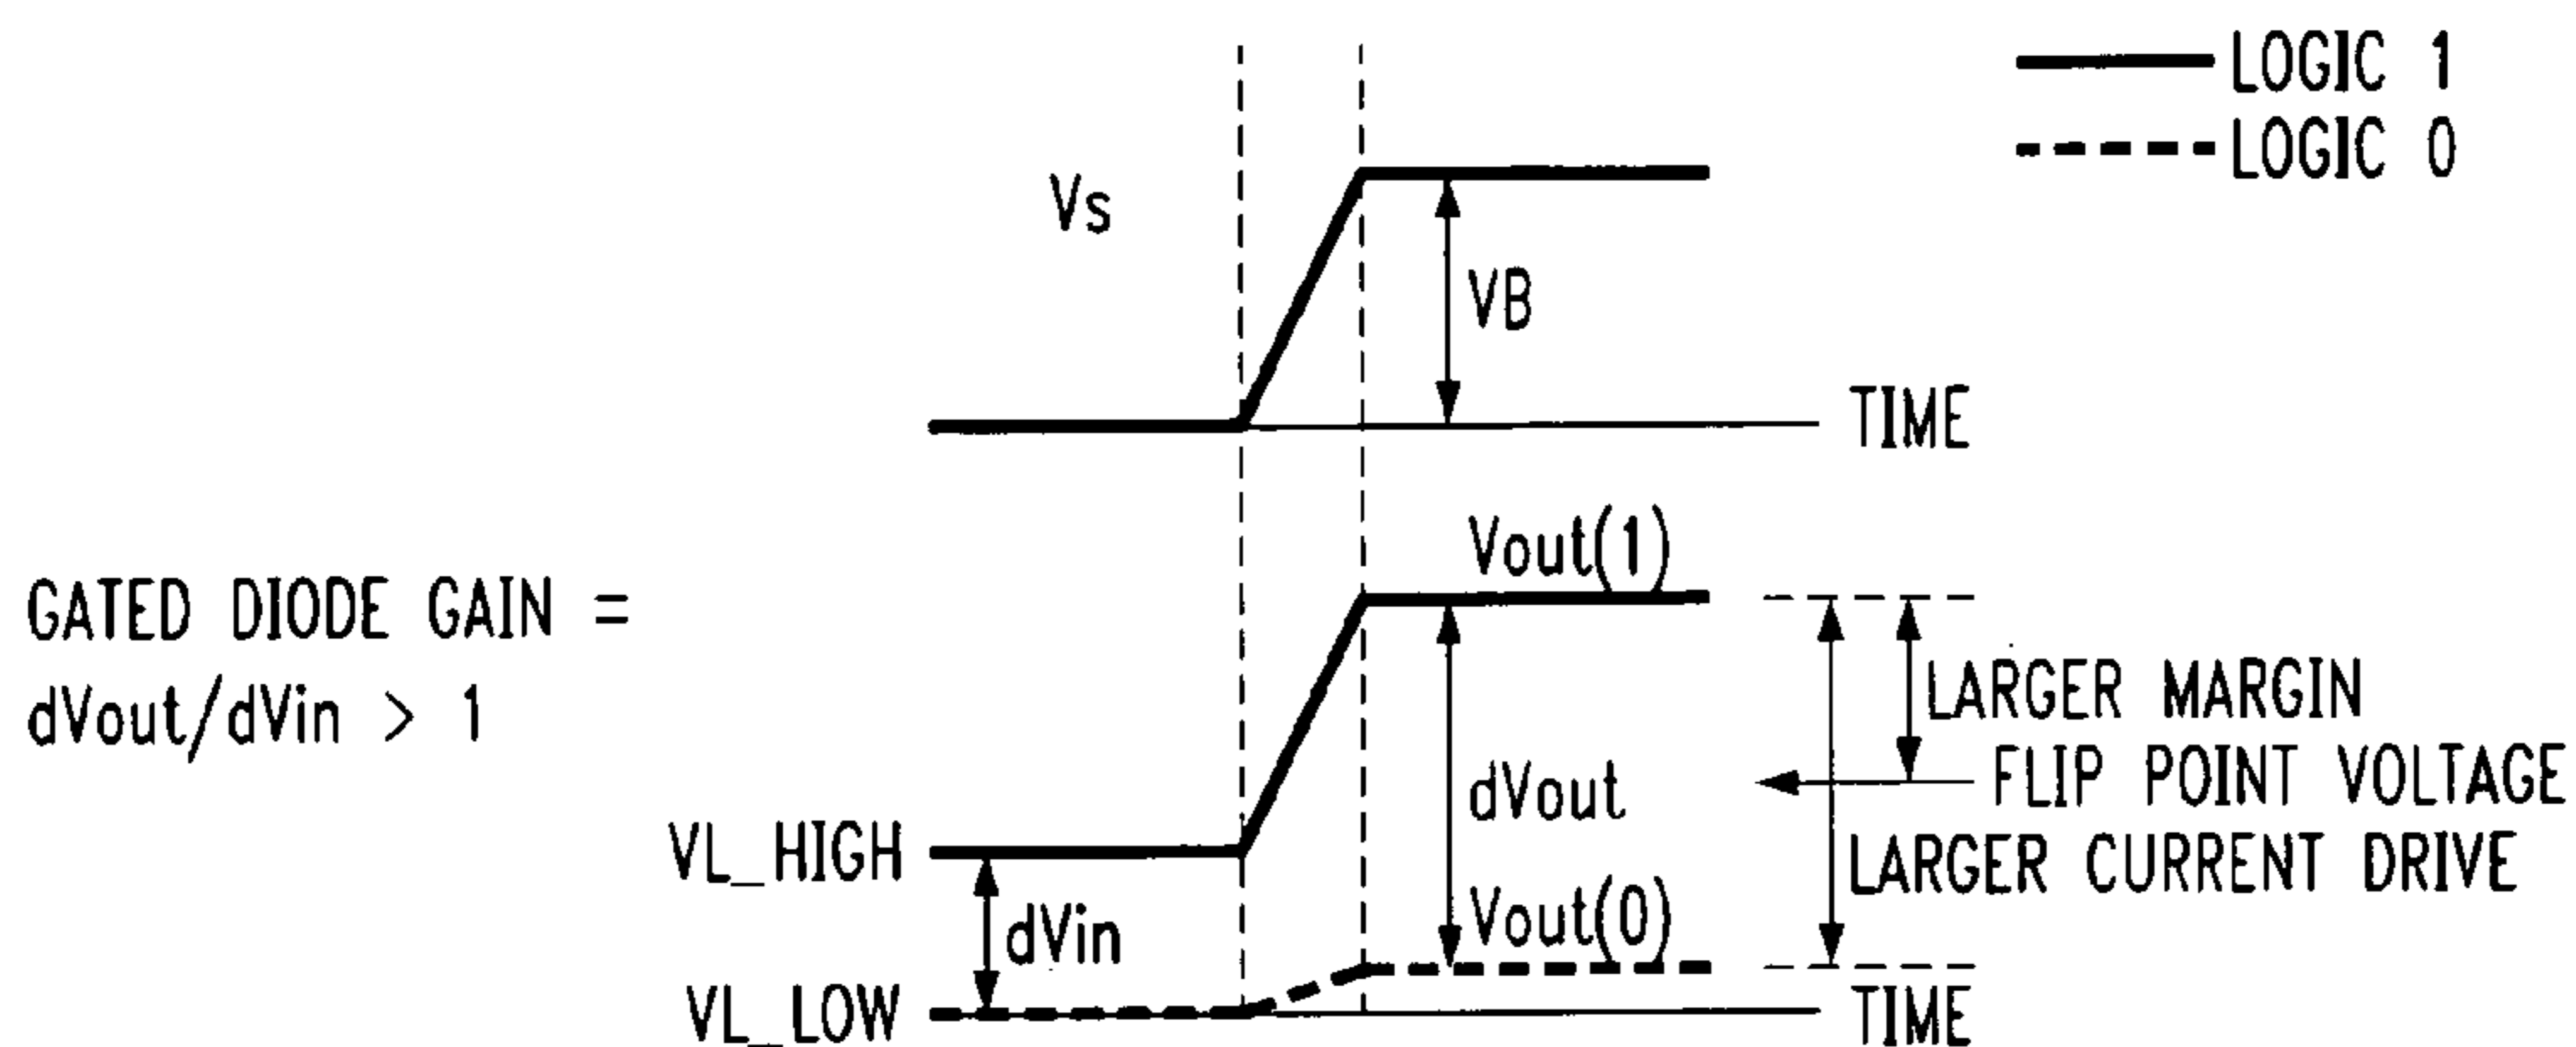 LOGIC 1
LOGIC 0
Vs
VB
TIME
Vout(1)
GATED DIODE GAIN =
dVout/dVin > 1
LARGER MARGIN
FLIP POINT VOLTAGE
dVout
VL_HIGH
LARGER CURRENT DRIVE
dVin
Vout(0)
VL_LOW
TIME